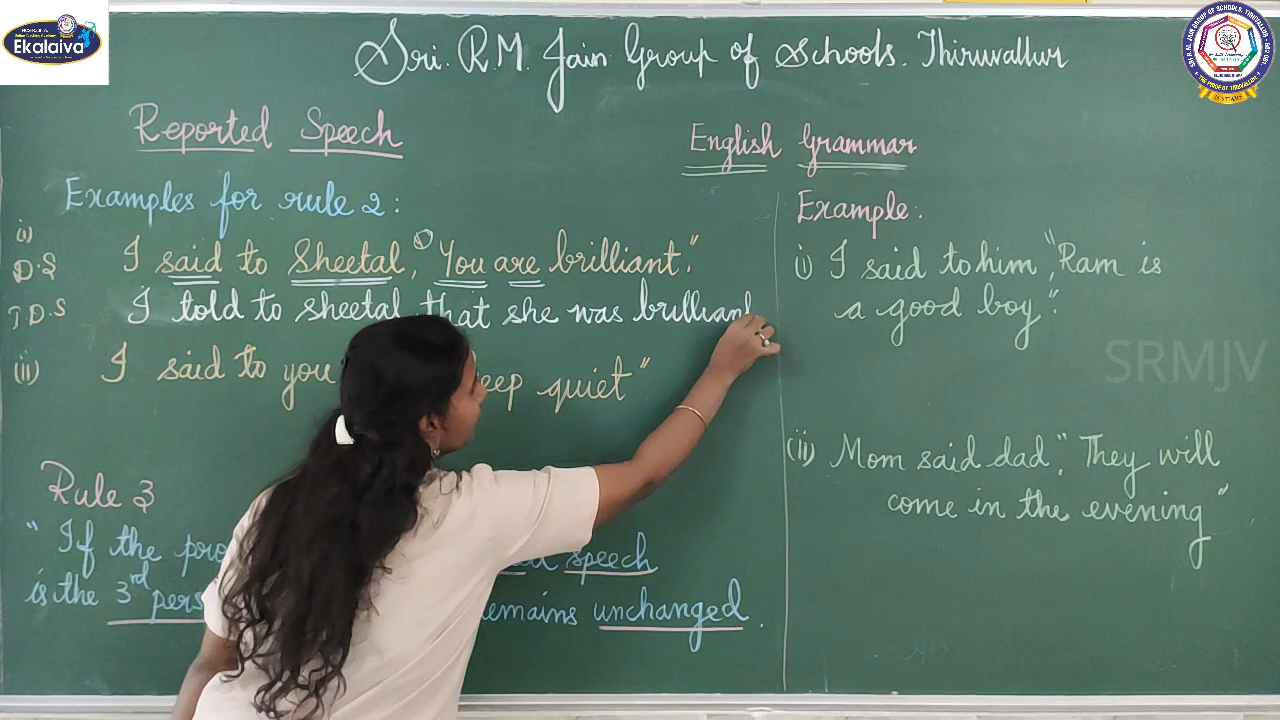 Ekalaiva
Sri. R.M. Jain Group of Schools. Thiruvallur
Reported Speech
English Grammar
Examples for rule 2:
(i)
D.S I said to Sheetal, "You are brilliant."
I.D.S I told to sheetal that she was brilliant
(ii) I said to you quiet"
Rule 3
"If the speech
is the 3rd remains unchanged.
Example:
i) I said to him, "Ram is
a good boy".
(ii) Mom said dad, "They will
come in the evening"
SRMJV